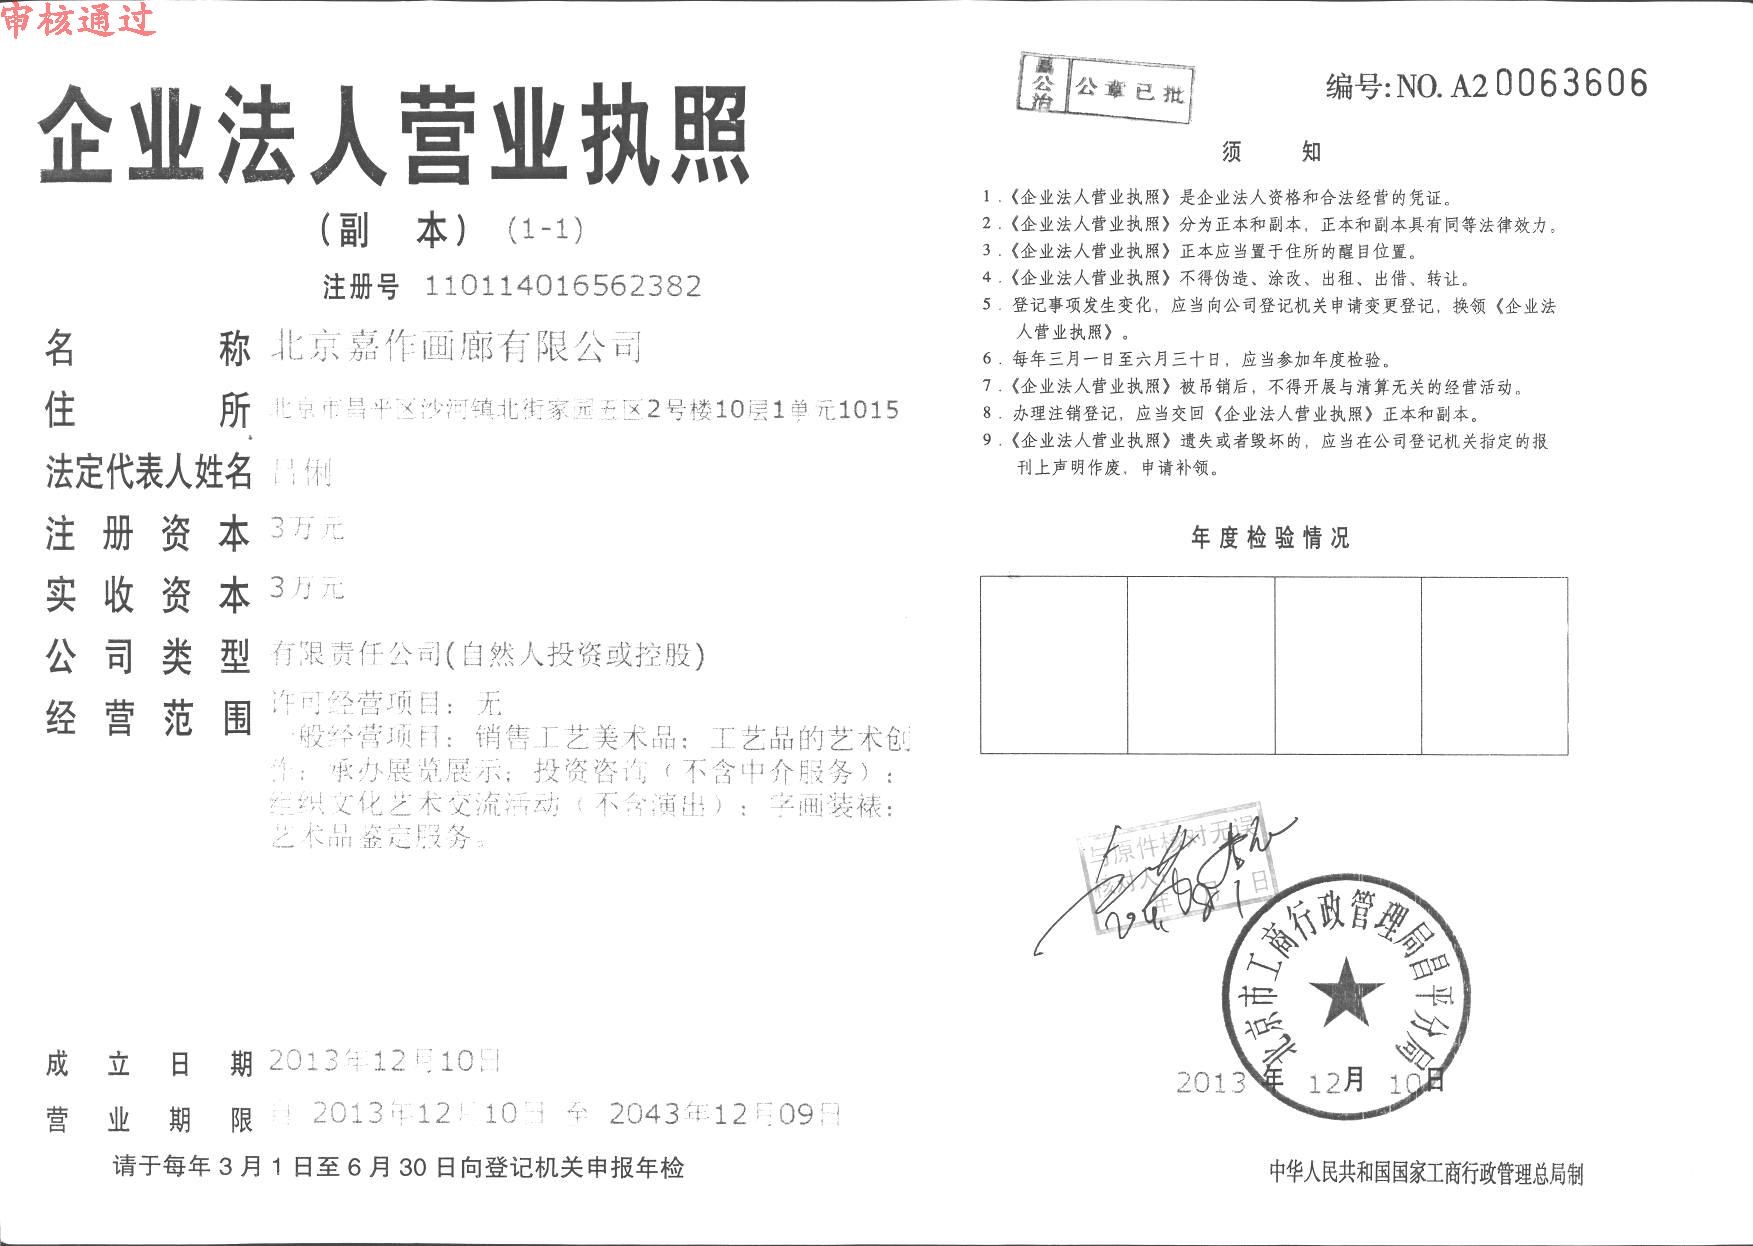 审核通过
企业法人营业执照
（副 本） (1-1)
注册号 110114016562382
名 称 北京嘉作画廊有限公司
住 所 北京市昌平区沙河镇北街家园五区2号楼10层1单元1015
法定代表人姓名 吕俐
注册资本 3万元
实收资本 3万元
公司类型 有限责任公司(自然人投资或控股)
经营范围 许可经营项目：无
一般经营项目：销售工艺美术品；工艺品的艺术创
作；承办展览展示；投资咨询（不含中介服务）；
组织文化艺术交流活动（不含演出）；字画装裱；
艺术品鉴定服务。
成立日期 2013年12月10日
营业期限 自 2013年12月10日 至 2043年12月09日
请于每年3月1日至6月30日向登记机关申报年检
昌公治 公章已批
编号:NO. A20063606
须 知
1．《企业法人营业执照》是企业法人资格和合法经营的凭证。
2．《企业法人营业执照》分为正本和副本，正本和副本具有同等法律效力。
3．《企业法人营业执照》正本应当置于住所的醒目位置。
4．《企业法人营业执照》不得伪造、涂改、出租、出借、转让。
5．登记事项发生变化，应当向公司登记机关申请变更登记，换领《企业法
人营业执照》。
6．每年三月一日至六月三十日，应当参加年度检验。
7．《企业法人营业执照》被吊销后，不得开展与清算无关的经营活动。
8．办理注销登记，应当交回《企业法人营业执照》正本和副本。
9．《企业法人营业执照》遗失或者毁坏的，应当在公司登记机关指定的报
刊上声明作废，申请补领。
年度检验情况
与原件核对无误
核对人
年 月 日
北京市工商行政管理局昌平分局
2013 年 12月 10日
中华人民共和国国家工商行政管理总局制